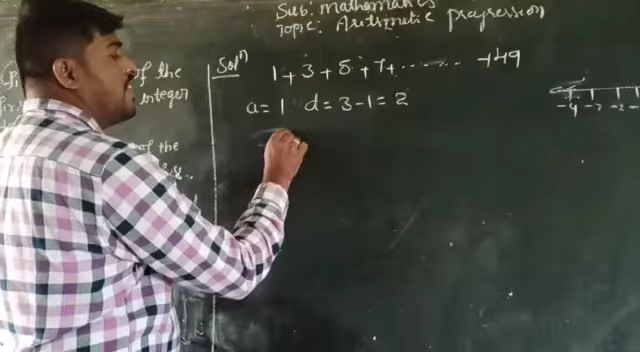 Sub: mathematics
Topic: Arithmetic progression
of the
integer
of the
Solⁿ)
1 + 3 + 5 + 7 + ........ + 49
a = 1 d = 3 - 1 = 2
-4 -3 -2